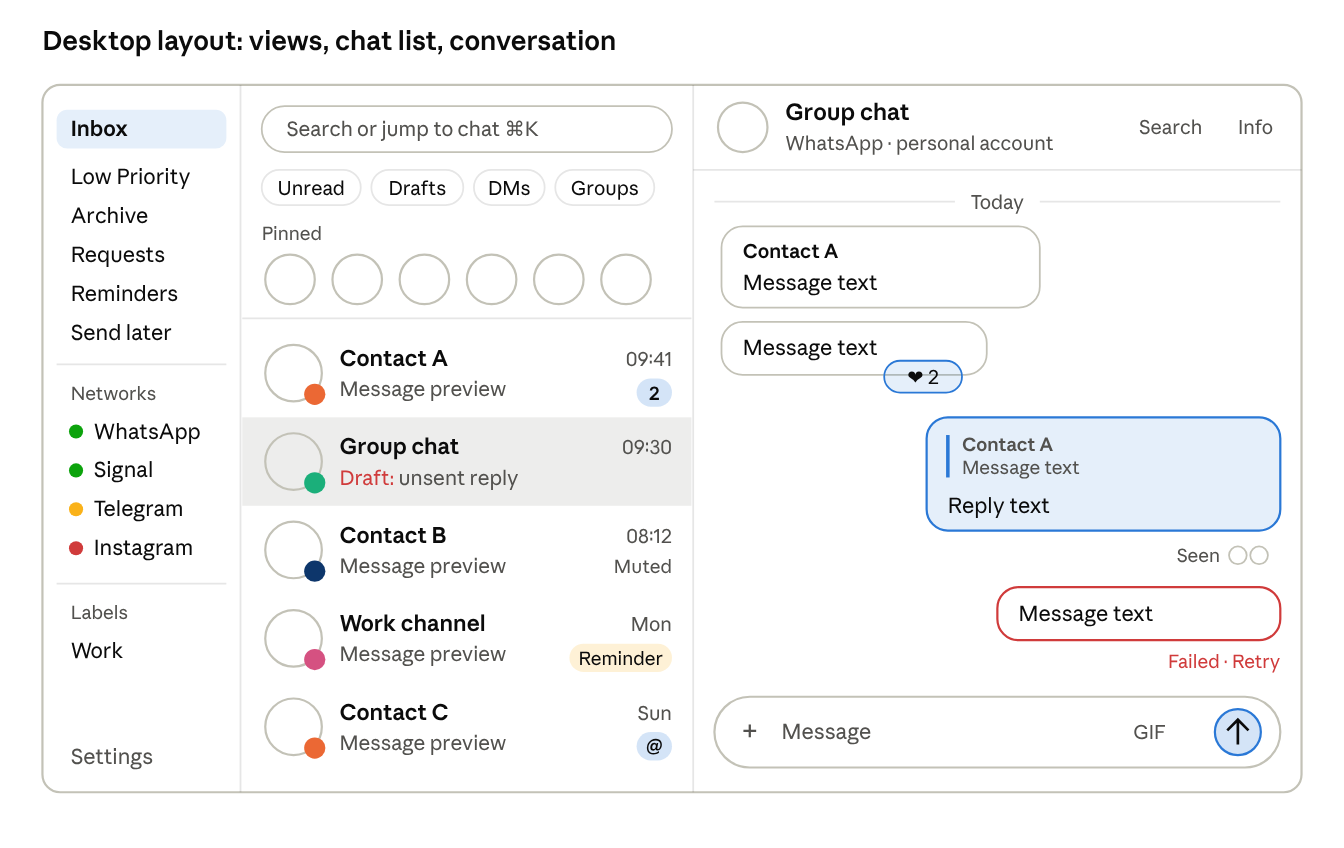 Desktop layout: views, chat list, conversation
Inbox
Low Priority
Archive
Requests
Reminders
Send later
Networks
WhatsApp
Signal
Telegram
Instagram
Labels
Work
Settings
Search or jump to chat ⌘K
Unread
Drafts
DMs
Groups
Pinned
Contact A 09:41
Message preview 2
Group chat 09:30
Draft: unsent reply
Contact B 08:12
Message preview Muted
Work channel Mon
Message preview Reminder
Contact C Sun
Message preview @
Group chat
WhatsApp · personal account
Search
Info
Today
Contact A
Message text
Message text
❤ 2
Contact A
Message text
Reply text
Seen
Message text
Failed · Retry
+ Message GIF